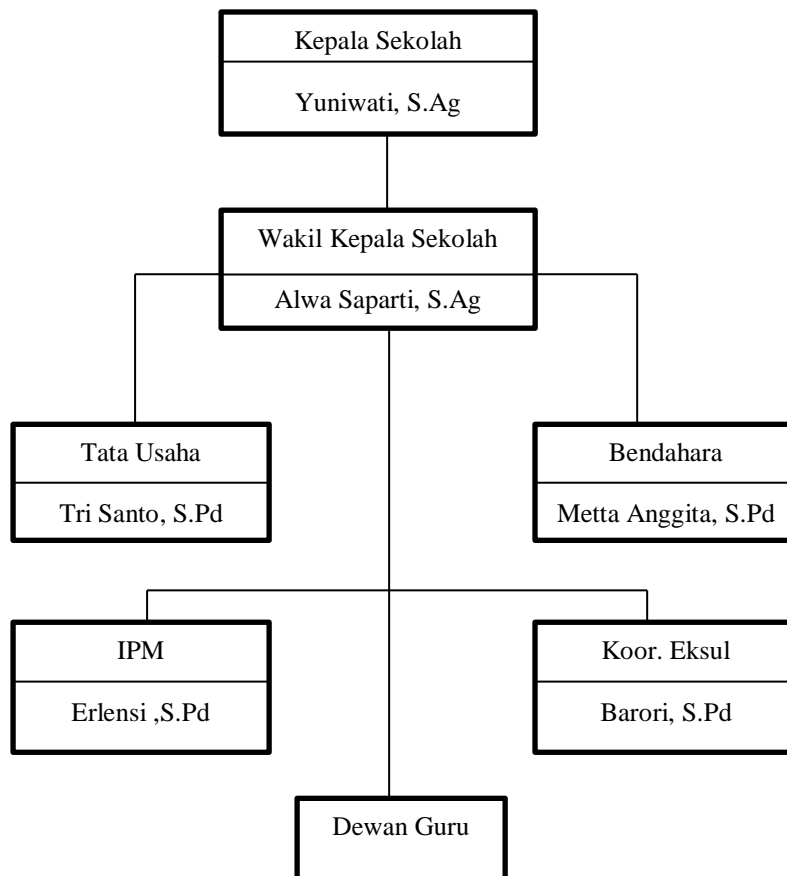 Kepala Sekolah
Yuniwati, S.Ag
Wakil Kepala Sekolah
Alwa Saparti, S.Ag
Tata Usaha
Tri Santo, S.Pd
Bendahara
Metta Anggita, S.Pd
IPM
Erlensi ,S.Pd
Koor. Eksul
Barori, S.Pd
Dewan Guru